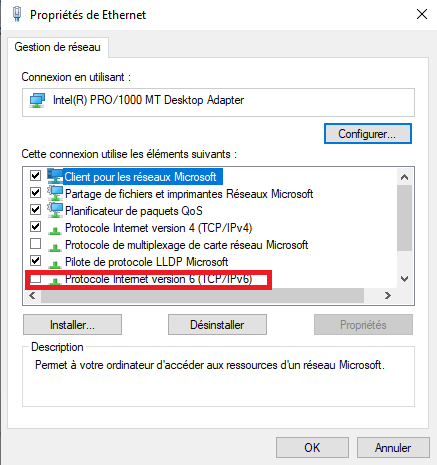 Propriétés de Ethernet
Gestion de réseau
Connexion en utilisant :
Intel(R) PRO/1000 MT Desktop Adapter
Configurer...
Cette connexion utilise les éléments suivants :
Client pour les réseaux Microsoft
Partage de fichiers et imprimantes Réseaux Microsoft
Planificateur de paquets QoS
Protocole Internet version 4 (TCP/IPv4)
Protocole de multiplexage de carte réseau Microsoft
Pilote de protocole LLDP Microsoft
Protocole Internet version 6 (TCP/IPv6)
Installer... Désinstaller Propriétés
Description
Permet à votre ordinateur d'accéder aux ressources d'un réseau Microsoft.
OK Annuler